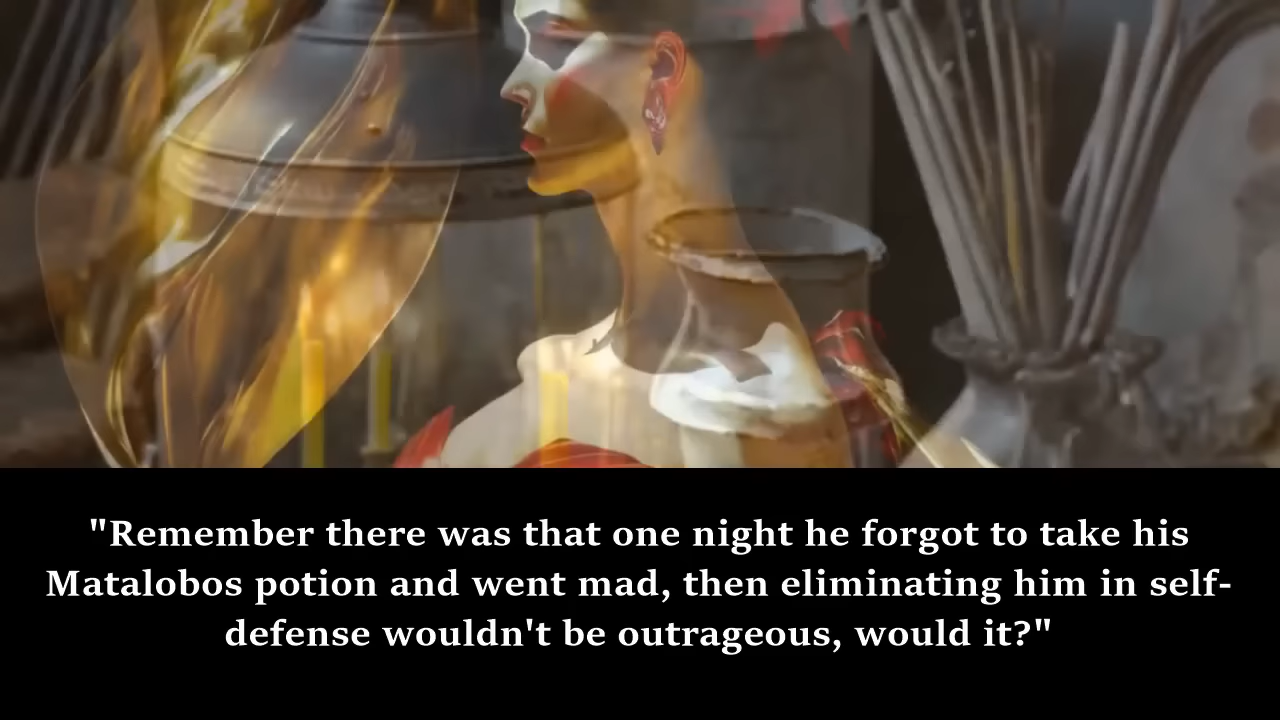 "Remember there was that one night he forgot to take his
Matalobos potion and went mad, then eliminating him in self-
defense wouldn't be outrageous, would it?"